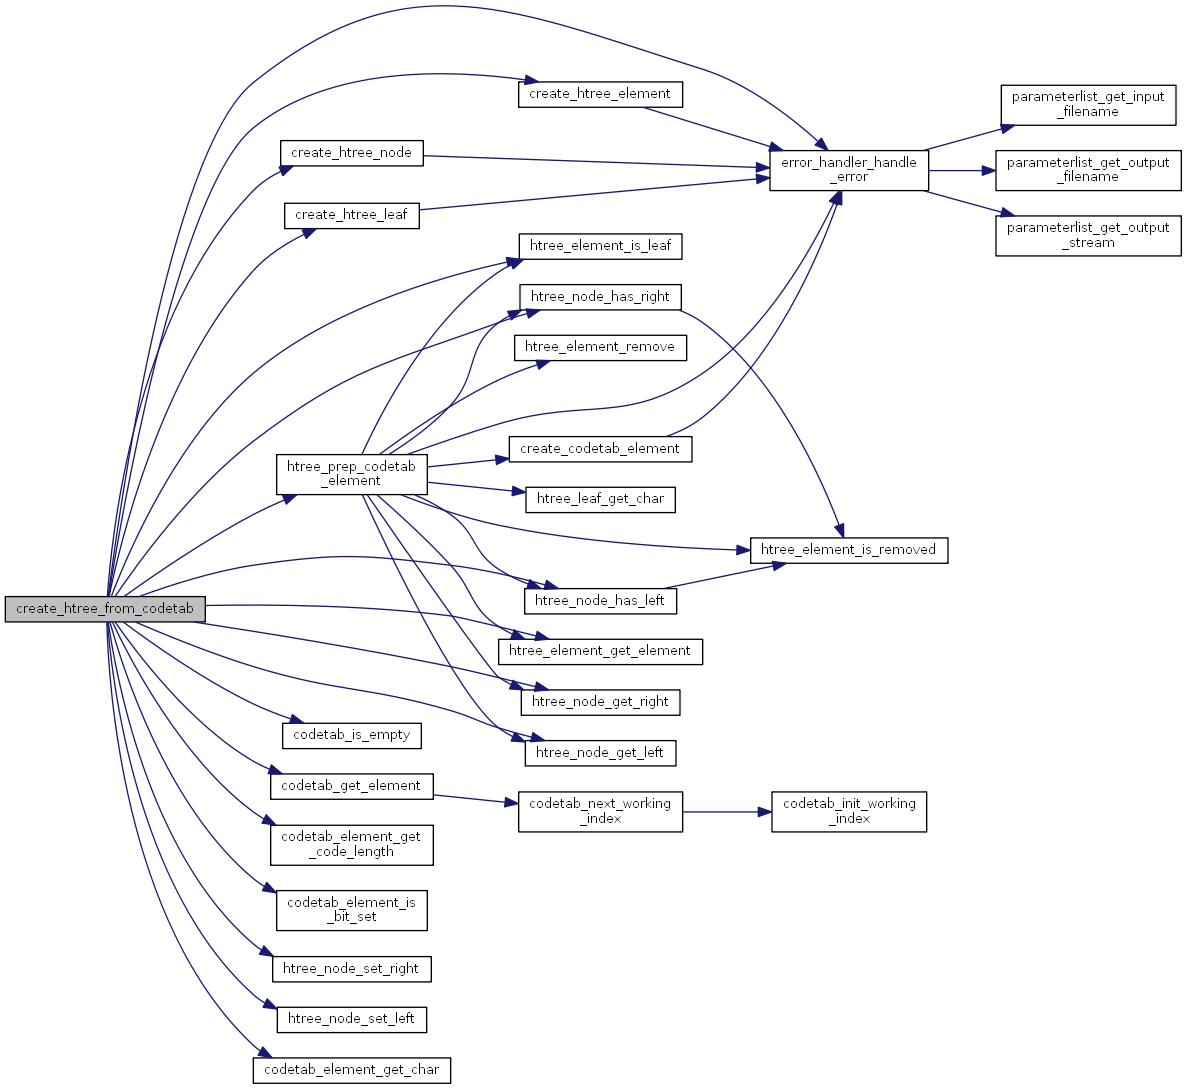 create_htree_element
parameterlist_get_input
_filename
create_htree_node
error_handler_handle
_error
parameterlist_get_output
_filename
create_htree_leaf
parameterlist_get_output
_stream
htree_element_is_leaf
htree_node_has_right
htree_element_remove
create_codetab_element
htree_prep_codetab
_element
htree_leaf_get_char
htree_element_is_removed
htree_node_has_left
create_htree_from_codetab
htree_element_get_element
htree_node_get_right
codetab_is_empty
htree_node_get_left
codetab_get_element
codetab_next_working
_index
codetab_init_working
_index
codetab_element_get
_code_length
codetab_element_is
_bit_set
htree_node_set_right
htree_node_set_left
codetab_element_get_char